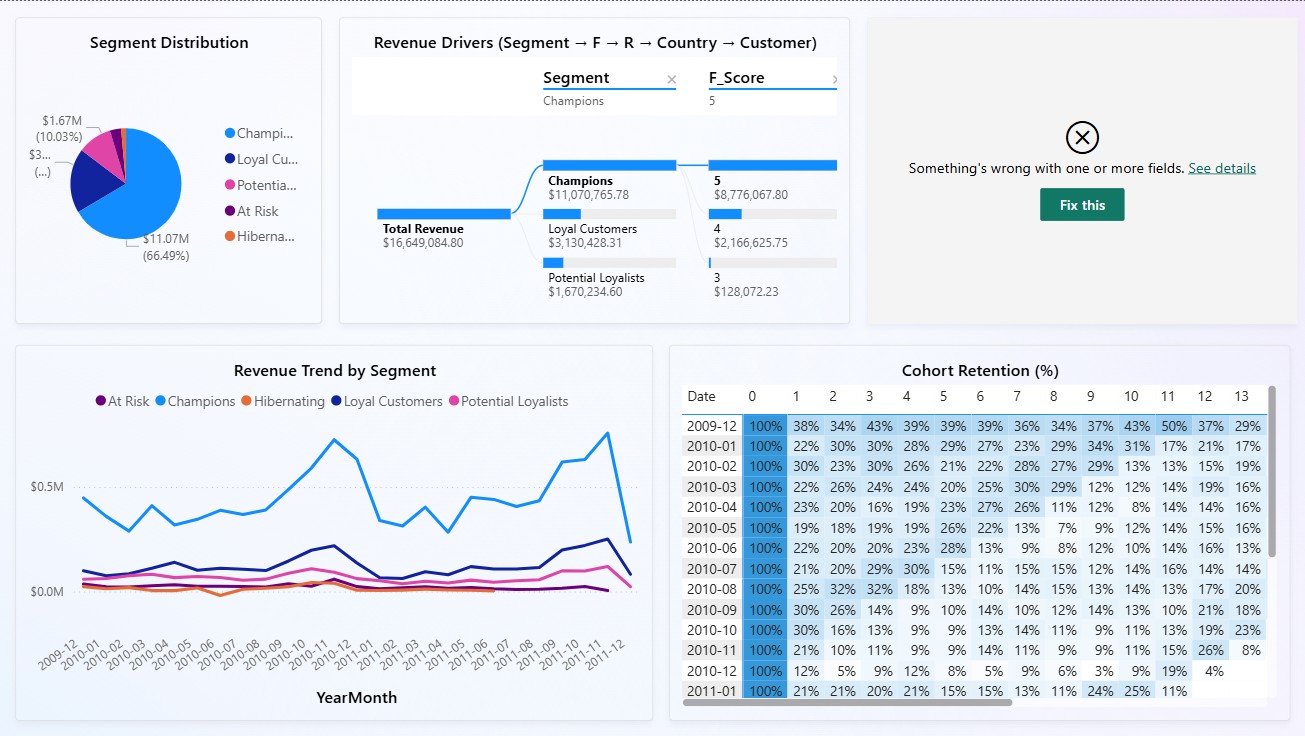 Segment Distribution
$1.67M
(10.03%)
$3...
(...)
$11.07M
(66.49%)
Champi...
Loyal Cu...
Potentia...
At Risk
Hiberna...
Revenue Drivers (Segment → F → R → Country → Customer)
Segment
Champions
F_Score
5
Total Revenue
$16,649,084.80
Champions
$11,070,765.78
Loyal Customers
$3,130,428.31
Potential Loyalists
$1,670,234.60
5
$8,776,067.80
4
$2,166,625.75
3
$128,072.23
Something's wrong with one or more fields. See details
Fix this
Revenue Trend by Segment
At Risk Champions Hibernating Loyal Customers Potential Loyalists
$0.5M
$0.0M
2009-12 2010-01 2010-02 2010-03 2010-04 2010-05 2010-06 2010-07 2010-08 2010-09 2010-10 2010-11 2010-12 2011-01 2011-02 2011-03 2011-04 2011-05 2011-06 2011-07 2011-08 2011-09 2011-10 2011-11 2011-12
YearMonth
Cohort Retention (%)
Date 0 1 2 3 4 5 6 7 8 9 10 11 12 13
2009-12 100% 38% 34% 43% 39% 39% 39% 36% 34% 37% 43% 50% 37% 29%
2010-01 100% 22% 30% 30% 28% 29% 27% 23% 29% 34% 31% 17% 21% 17%
2010-02 100% 30% 23% 30% 26% 21% 22% 28% 27% 29% 13% 13% 15% 19%
2010-03 100% 22% 26% 24% 24% 20% 25% 30% 29% 12% 12% 14% 19% 16%
2010-04 100% 23% 20% 16% 19% 23% 27% 26% 11% 12% 8% 14% 14% 16%
2010-05 100% 19% 18% 19% 19% 26% 22% 13% 7% 9% 12% 14% 15% 16%
2010-06 100% 22% 20% 20% 23% 28% 13% 9% 8% 12% 10% 14% 16% 13%
2010-07 100% 21% 20% 29% 30% 15% 11% 15% 15% 12% 14% 16% 14% 14%
2010-08 100% 25% 32% 32% 18% 13% 10% 14% 15% 13% 14% 13% 17% 20%
2010-09 100% 30% 26% 14% 9% 10% 14% 10% 12% 14% 13% 10% 21% 18%
2010-10 100% 30% 16% 13% 9% 9% 13% 14% 11% 9% 11% 13% 19% 23%
2010-11 100% 21% 10% 11% 9% 9% 14% 11% 9% 9% 11% 15% 26% 8%
2010-12 100% 12% 5% 9% 12% 8% 5% 9% 6% 3% 9% 19% 4%
2011-01 100% 21% 21% 20% 21% 15% 15% 13% 11% 24% 25% 11%